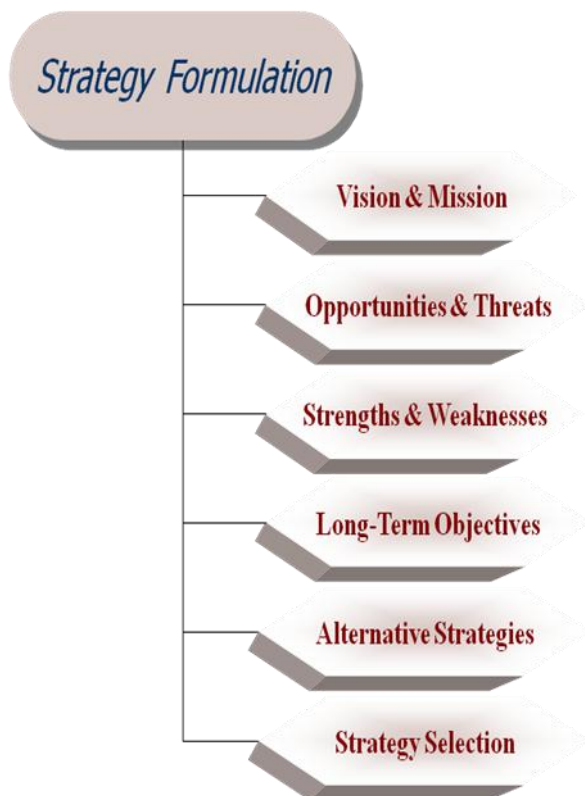 Strategy Formulation
Vision & Mission
Opportunities & Threats
Strengths & Weaknesses
Long-Term Objectives
Alternative Strategies
Strategy Selection